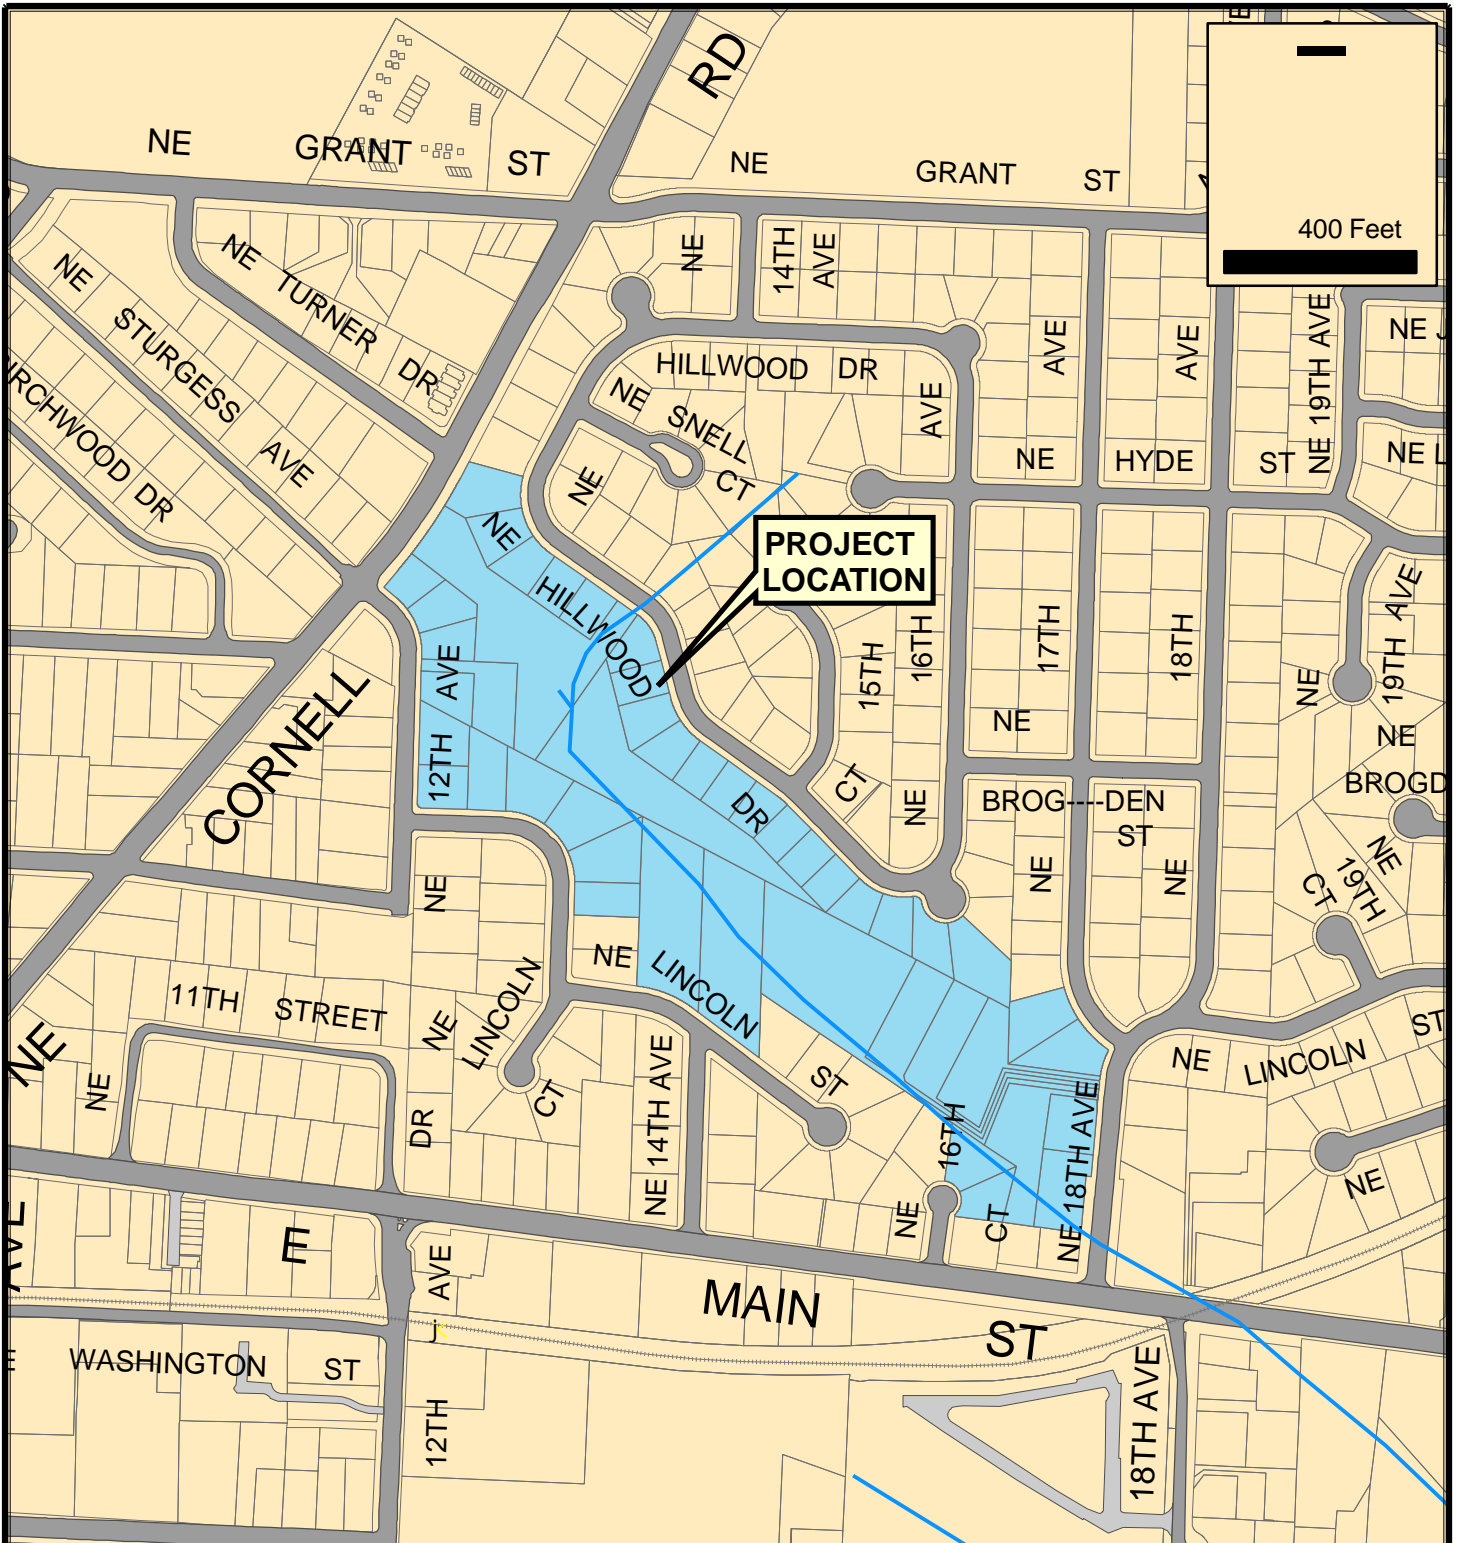 RD
NE GRANT ST
NE GRANT ST
400 Feet
NE TURNER DR
NE STURGESS AVE
IRCHWOOD DR
NE 14TH AVE
HILLWOOD DR
NE SNELL CT
NE
AVE
AVE
AVE
NE 19TH AVE
NE J
NE L
NE HYDE ST
PROJECT
LOCATION
NE HILLWOOD DR
NE 12TH AVE
CORNELL
NE
15TH
CT
NE 16TH
NE 17TH
NE 18TH
NE BROG----DEN
ST
NE 19TH AVE
NE
BROGD
NE 19TH CT
NE LINCOLN ST
NE LINCOLN ST
NE LINCOLN CT
11TH STREET
NE
DR
NE 14TH AVE
NE 16TH CT
NE 18TH AVE
NE
AVE
E MAIN ST
12TH AVE
j
WASHINGTON ST
E
18TH AVE